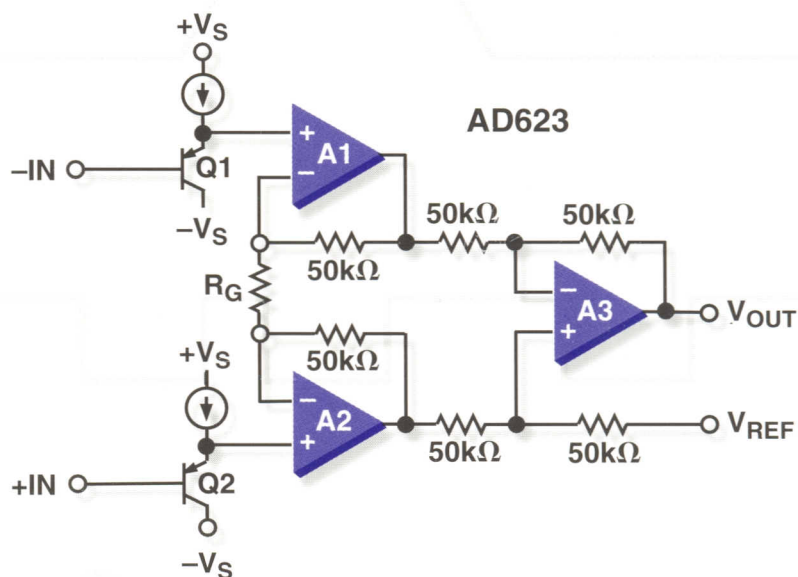 +VS
AD623
+
A1
–
–IN
Q1
–VS
50kΩ
50kΩ
50kΩ
RG
–
A3
+
VOUT
50kΩ
+VS
–
A2
+
50kΩ
50kΩ
VREF
+IN
Q2
–VS